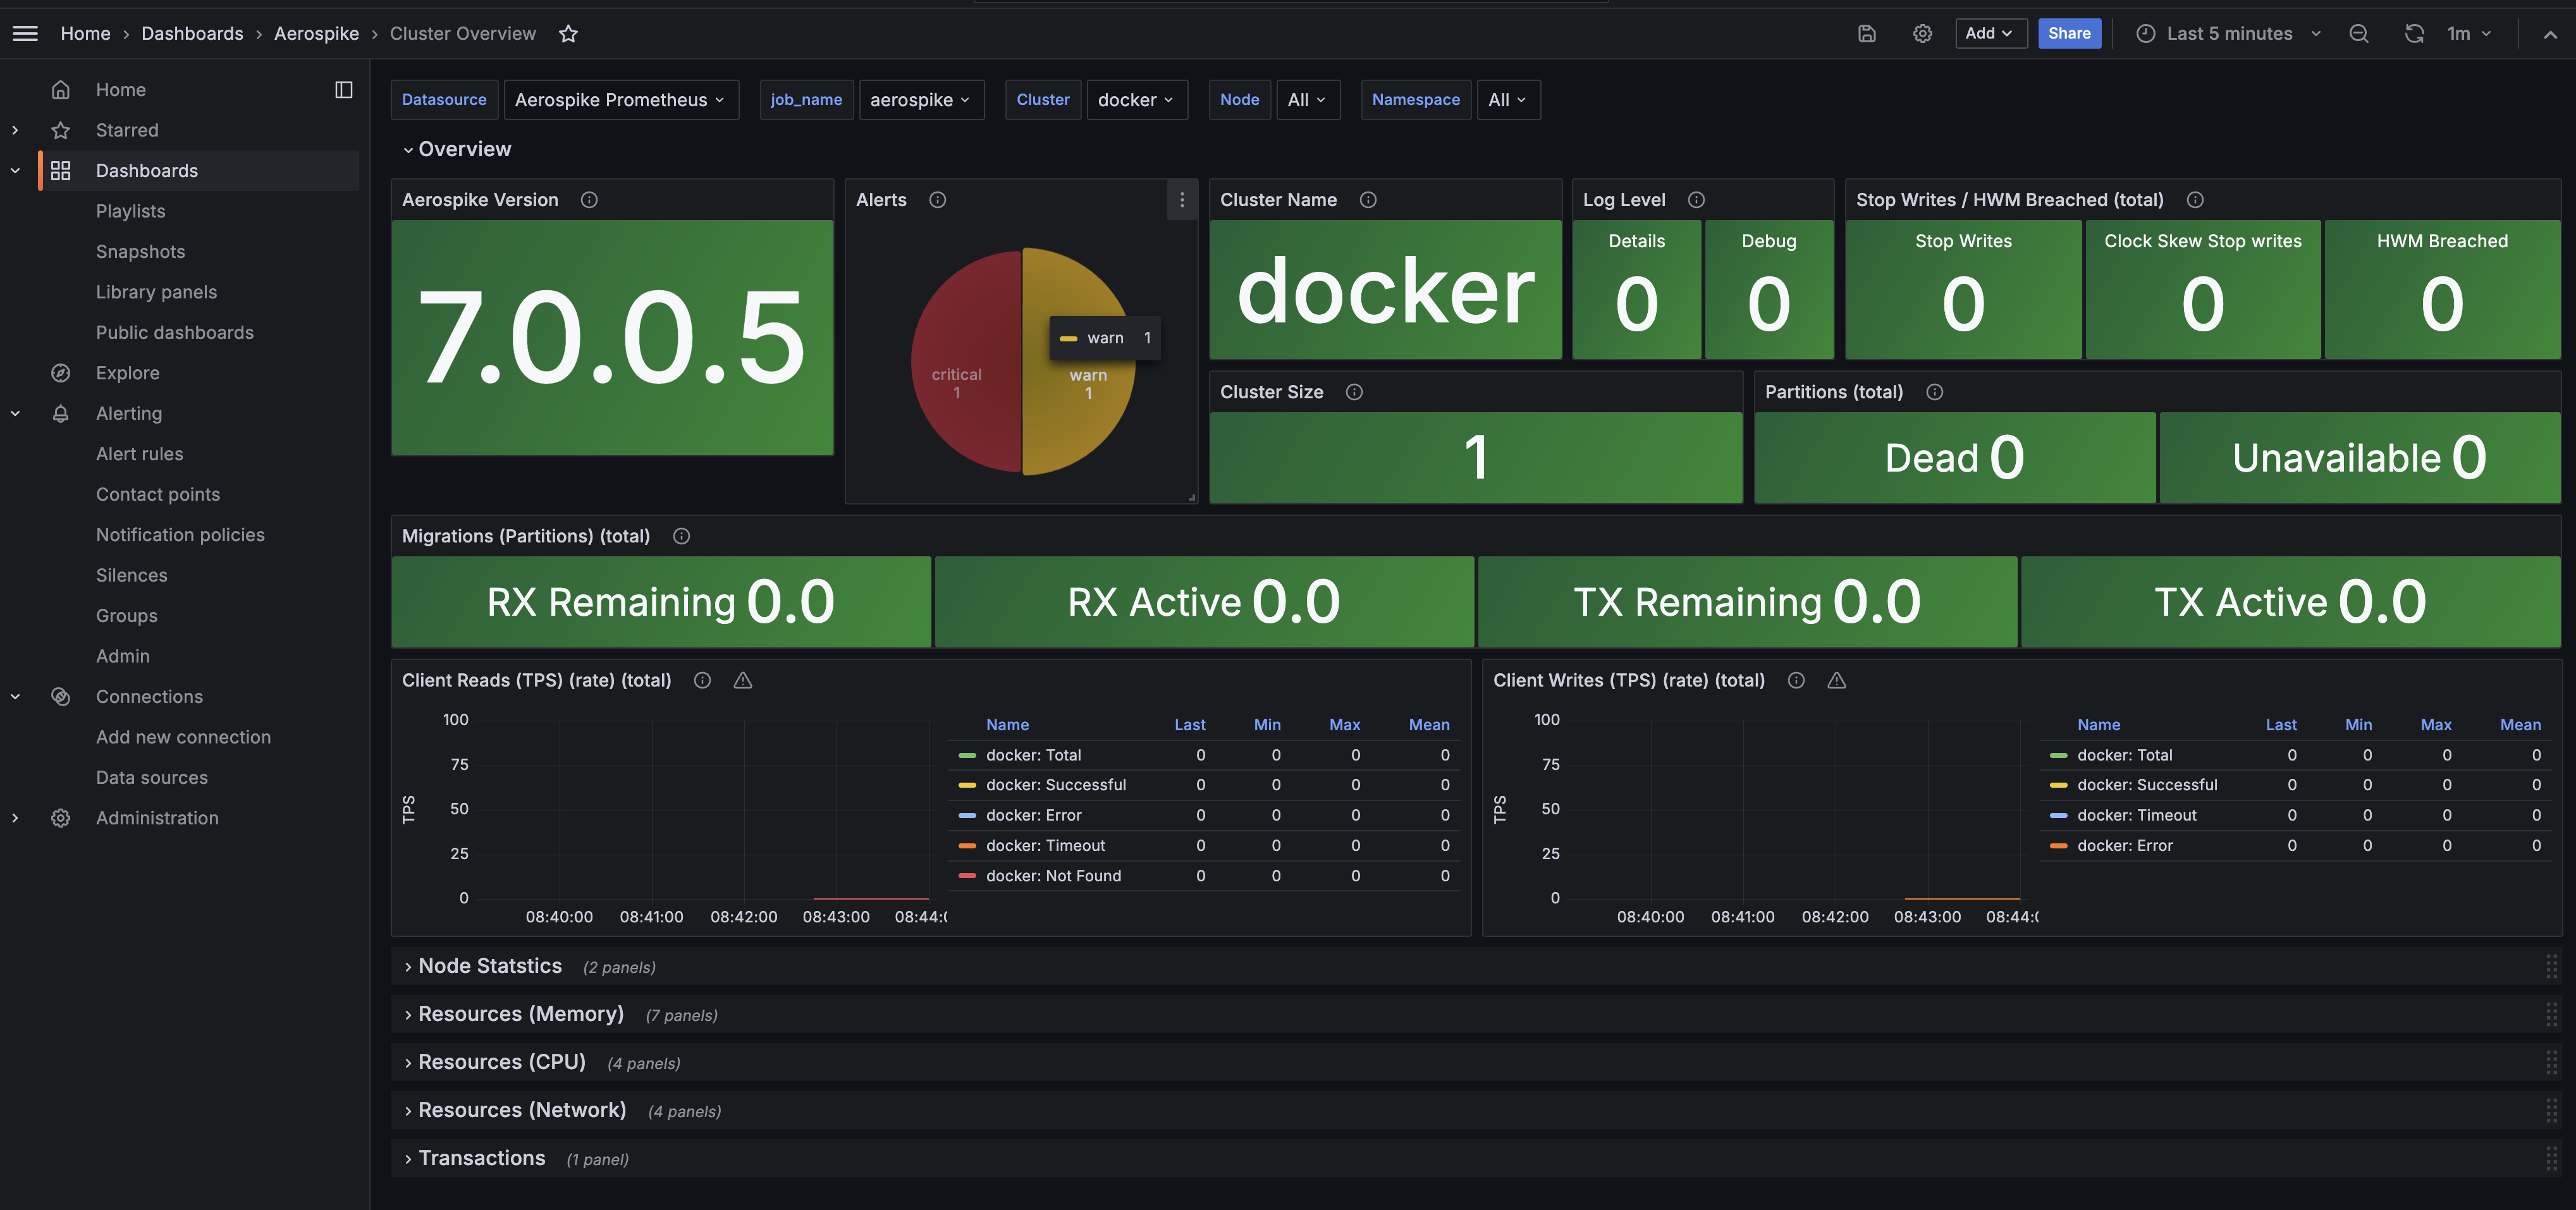 Home › Dashboards › Aerospike › Cluster Overview
Add
Share
Last 5 minutes
1m
Home
Starred
Dashboards
Playlists
Snapshots
Library panels
Public dashboards
Explore
Alerting
Alert rules
Contact points
Notification policies
Silences
Groups
Admin
Connections
Add new connection
Data sources
Administration
Datasource Aerospike Prometheus job_name aerospike Cluster docker Node All Namespace All
Overview
Aerospike Version
7.0.0.5
Alerts
warn 1
critical
1
warn
1
Cluster Name
docker
Log Level
Details
0
Debug
0
Stop Writes / HWM Breached (total)
Stop Writes
0
Clock Skew Stop writes
0
HWM Breached
0
Cluster Size
1
Partitions (total)
Dead 0
Unavailable 0
Migrations (Partitions) (total)
RX Remaining 0.0
RX Active 0.0
TX Remaining 0.0
TX Active 0.0
Client Reads (TPS) (rate) (total)
TPS
100
75
50
25
0
08:40:00 08:41:00 08:42:00 08:43:00 08:44:0
Name Last Min Max Mean
docker: Total 0 0 0 0
docker: Successful 0 0 0 0
docker: Error 0 0 0 0
docker: Timeout 0 0 0 0
docker: Not Found 0 0 0 0
Client Writes (TPS) (rate) (total)
TPS
100
75
50
25
0
08:40:00 08:41:00 08:42:00 08:43:00 08:44:0
Name Last Min Max Mean
docker: Total 0 0 0 0
docker: Successful 0 0 0 0
docker: Timeout 0 0 0 0
docker: Error 0 0 0 0
Node Statstics (2 panels)
Resources (Memory) (7 panels)
Resources (CPU) (4 panels)
Resources (Network) (4 panels)
Transactions (1 panel)